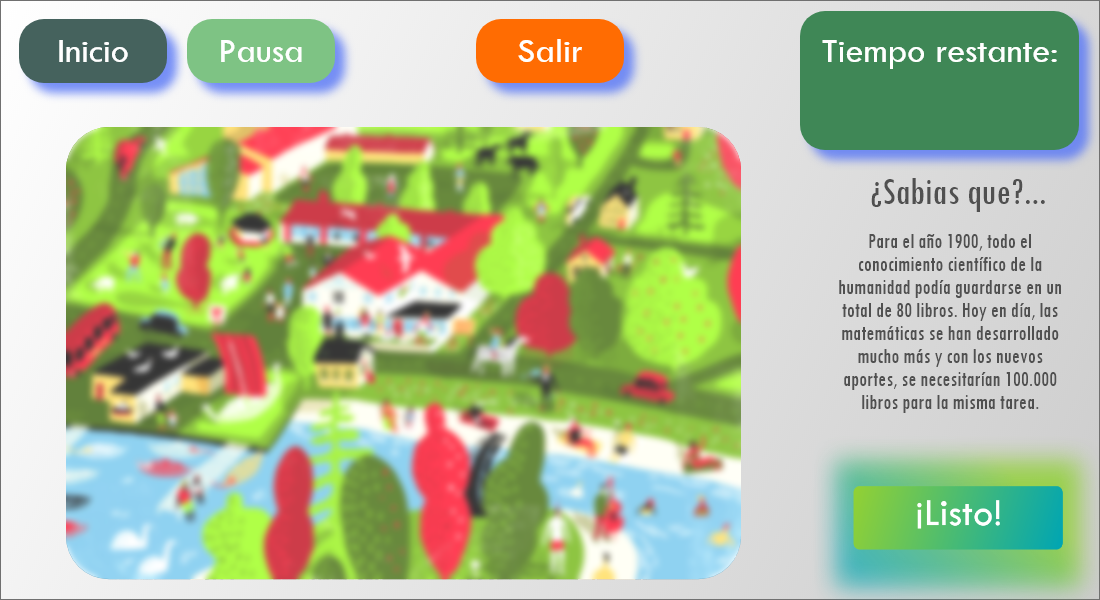 Inicio
Pausa
Salir
Tiempo restante:
¿Sabias que?...
Para el año 1900, todo el
conocimiento científico de la
humanidad podía guardarse en un
total de 80 libros. Hoy en día, las
matemáticas se han desarrollado
mucho más y con los nuevos
aportes, se necesitarían 100.000
libros para la misma tarea.
¡Listo!